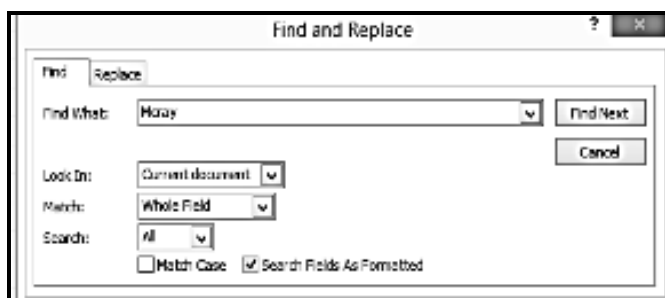 Find and Replace ?
Find Replace
Find What: Moray Find Next
Cancel
Look In: Current document
Match: Whole Field
Search: All
Match Case Search Fields As Formatted